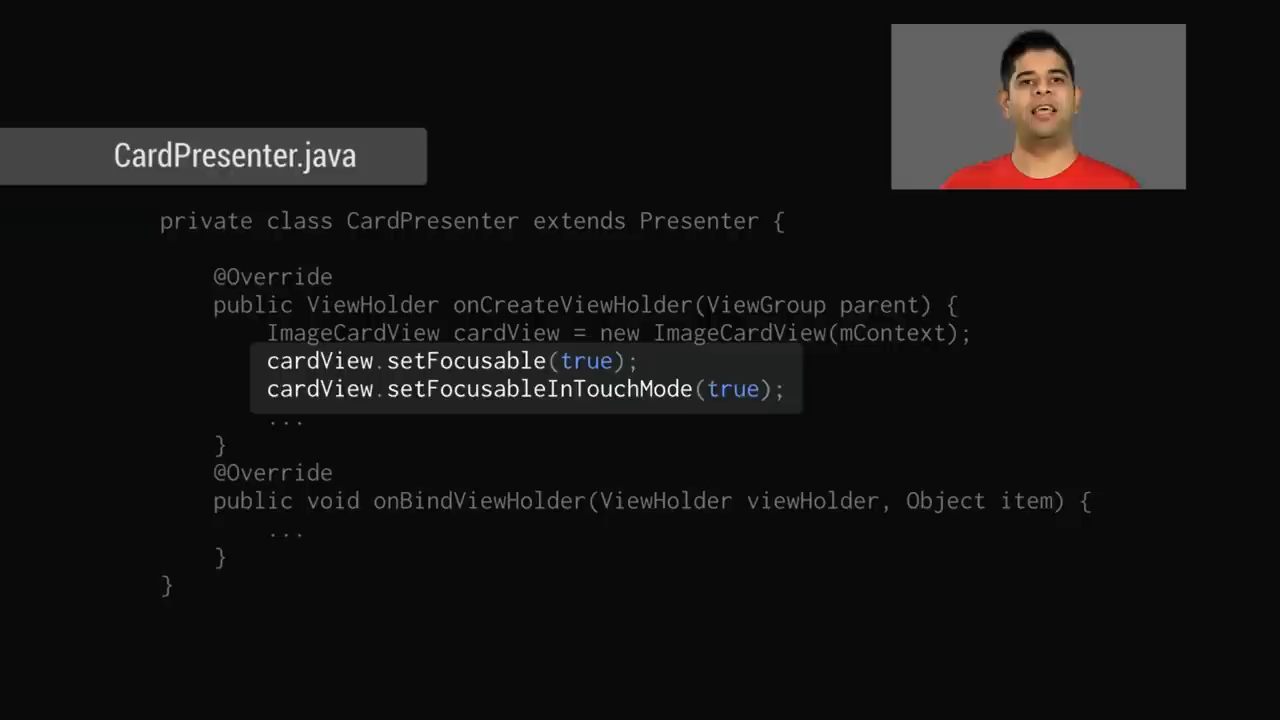 CardPresenter.java
private class CardPresenter extends Presenter {
@Override
public ViewHolder onCreateViewHolder(ViewGroup parent) {
ImageCardView cardView = new ImageCardView(mContext);
cardView.setFocusable(true);
cardView.setFocusableInTouchMode(true);
...
}
@Override
public void onBindViewHolder(ViewHolder viewHolder, Object item) {
...
}
}